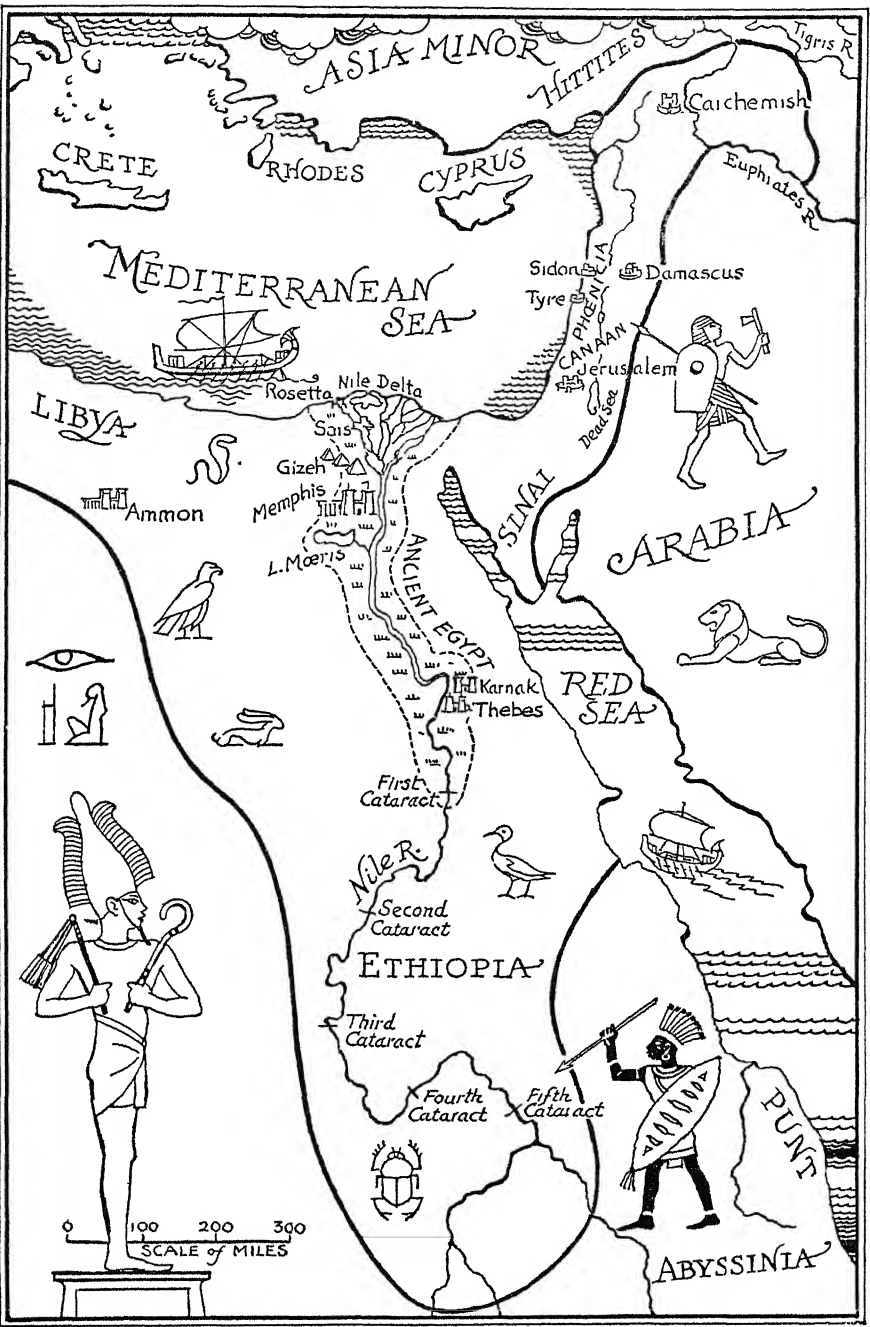 ASIA MINOR
HITTITES
Tigris R
Carchemish
CRETE
RHODES
CYPRUS
Euphrates R.
MEDITERRANEAN
SEA
Sidon
Damascus
Tyre
PHŒNICIA
CANAAN
Jerusalem
Dead Sea
Rosetta
Nile Delta
LIBYA
Sais
Gizeh
Memphis
Ammon
L. Mœris
SINAI
ARABIA
ANCIENT EGYPT
Karnak
Thebes
RED
SEA
First
Cataract
Nile R.
Second
Cataract
ETHIOPIA
Third
Cataract
Fourth
Cataract
Fifth
Cataract
PUNT
0 100 200 300
SCALE of MILES
ABYSSINIA